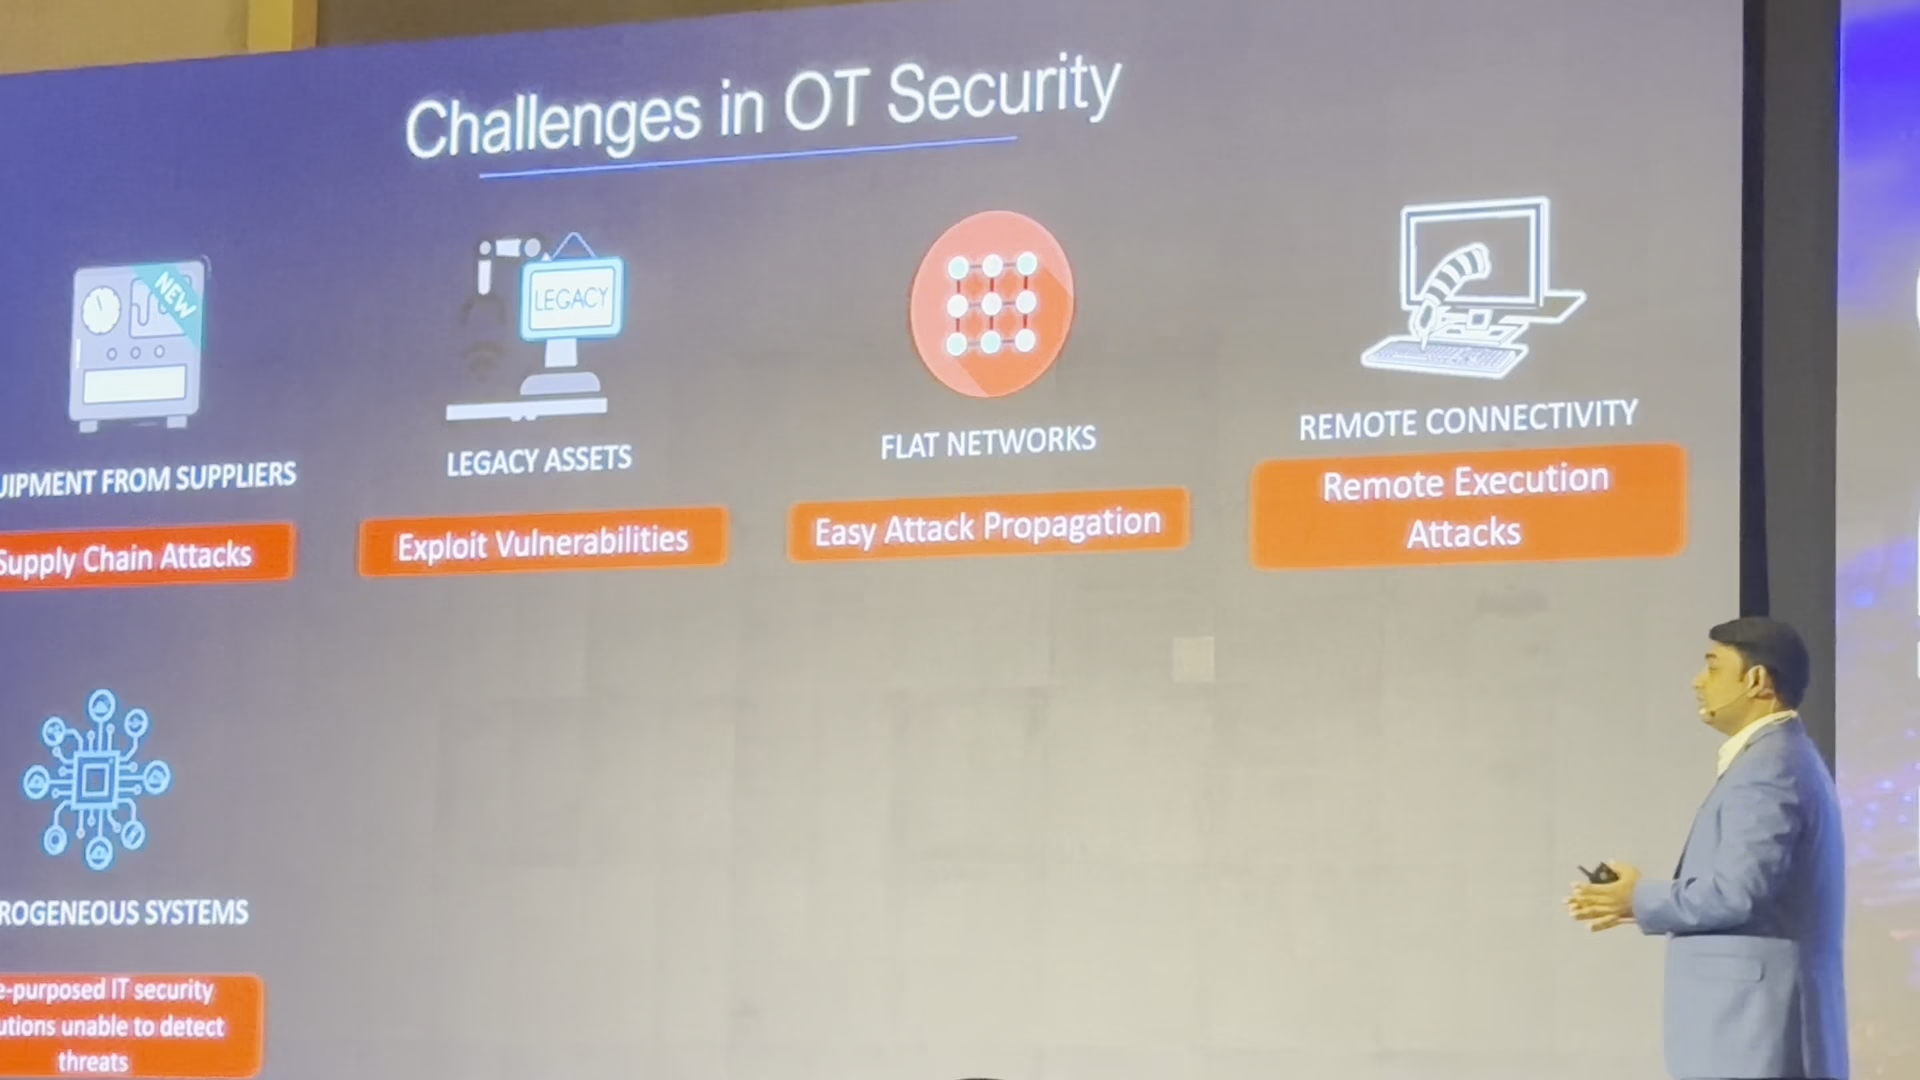 Challenges in OT Security
NEW
LEGACY
UIPMENT FROM SUPPLIERS
LEGACY ASSETS
FLAT NETWORKS
REMOTE CONNECTIVITY
Supply Chain Attacks
Exploit Vulnerabilities
Easy Attack Propagation
Remote Execution
Attacks
ROGENEOUS SYSTEMS
e-purposed IT security
utions unable to detect
threats